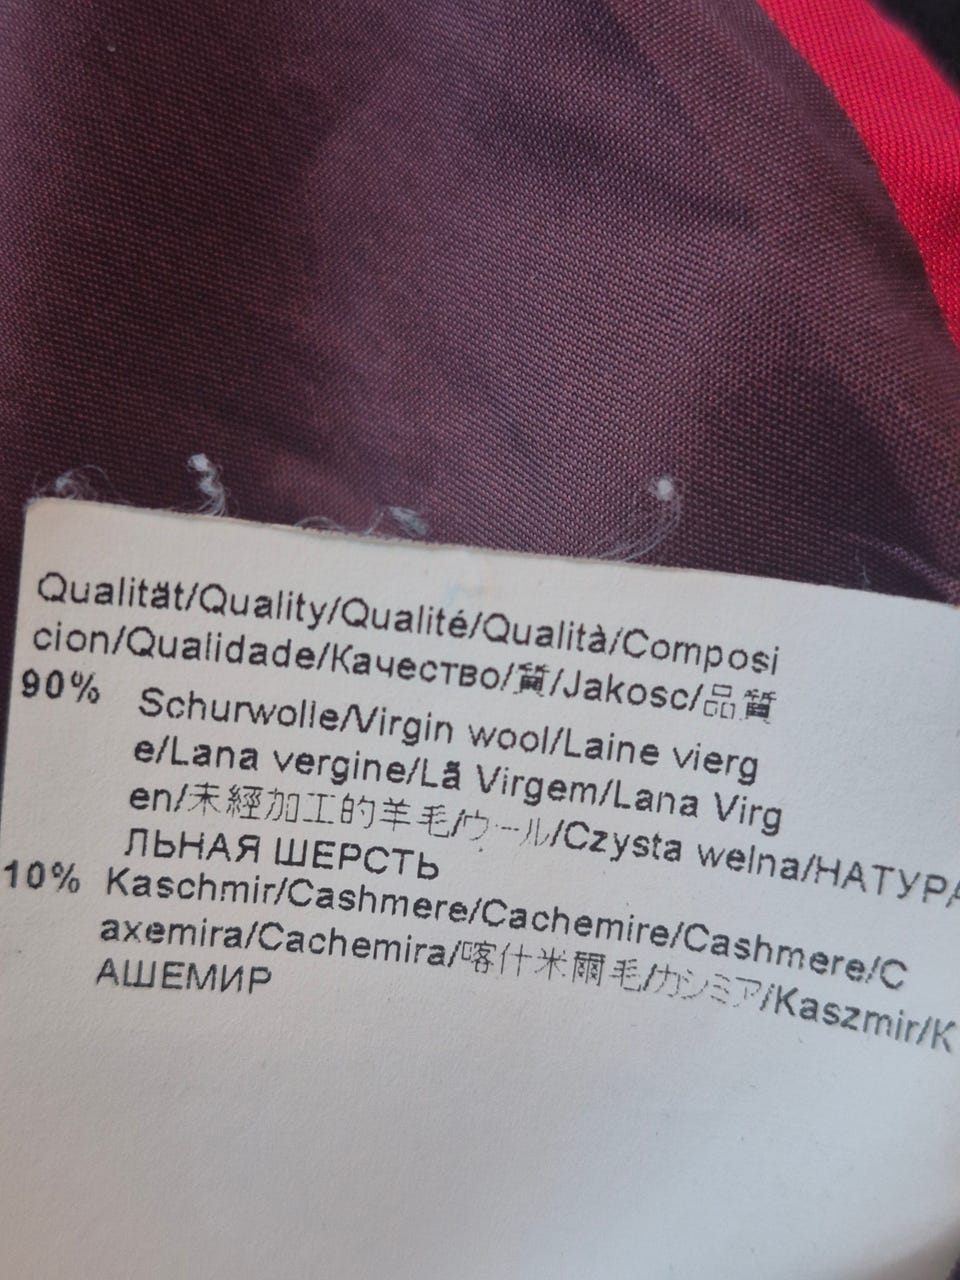 Qualität/Quality/Qualité/Qualità/Composi
cion/Qualidade/Качество/質/Jakosc/品質
90% Schurwolle/Virgin wool/Laine vierg
e/Lana vergine/Lã Virgem/Lana Virg
en/未經加工的羊毛/ウール/Czysta welna/НАТУРА
ЛЬНАЯ ШЕРСТЬ
10% Kaschmir/Cashmere/Cachemire/Cashmere/C
axemira/Cachemira/喀什米爾毛/カシミア/Kaszmir/К
АШЕМИР